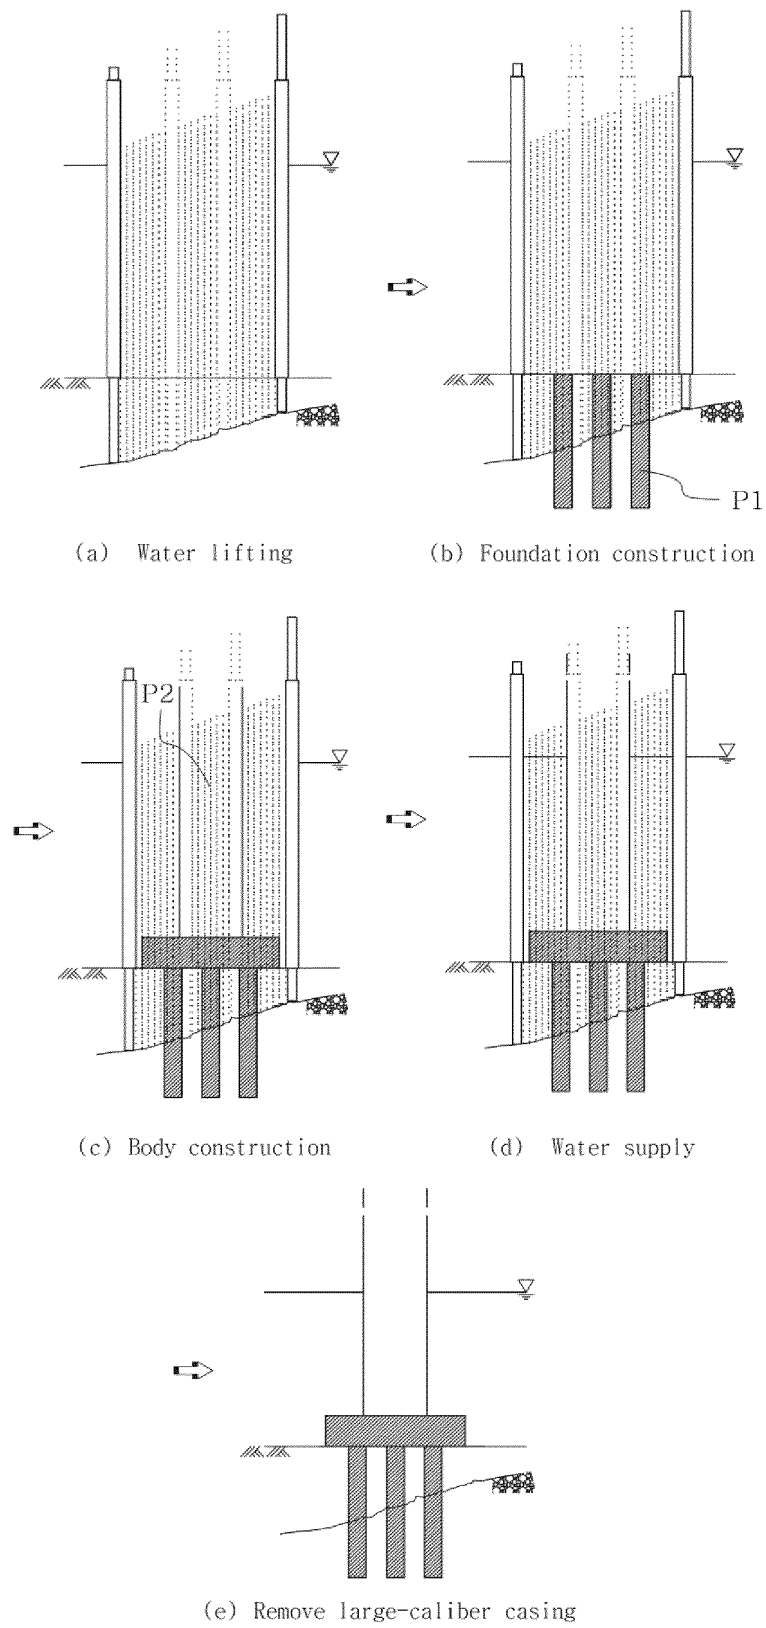 P1
(a) Water lifting
(b) Foundation construction
P2
(c) Body construction
(d) Water supply
(e) Remove large-caliber casing